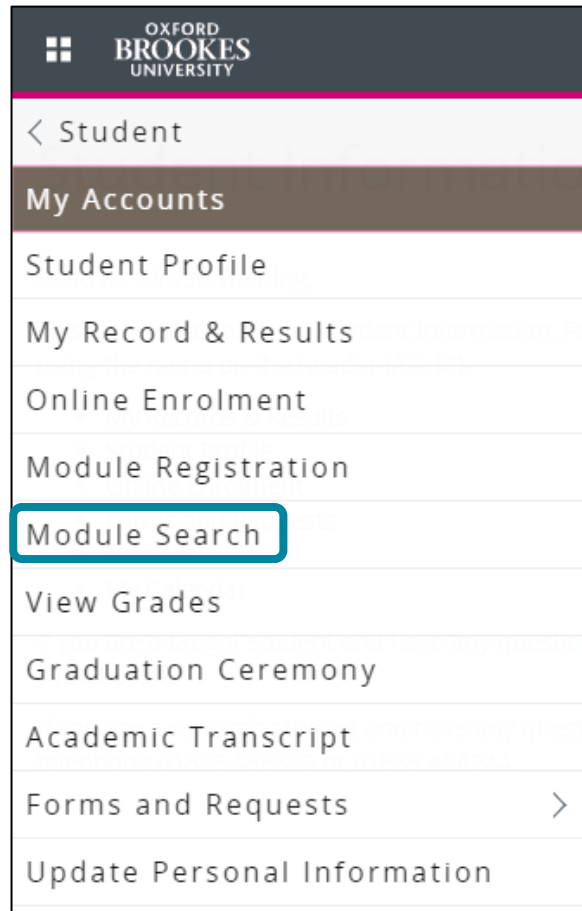 OXFORD
BROOKES
UNIVERSITY
Student
My Accounts
Student Profile
My Record & Results
Online Enrolment
Module Registration
Module Search
View Grades
Graduation Ceremony
Academic Transcript
Forms and Requests
Update Personal Information